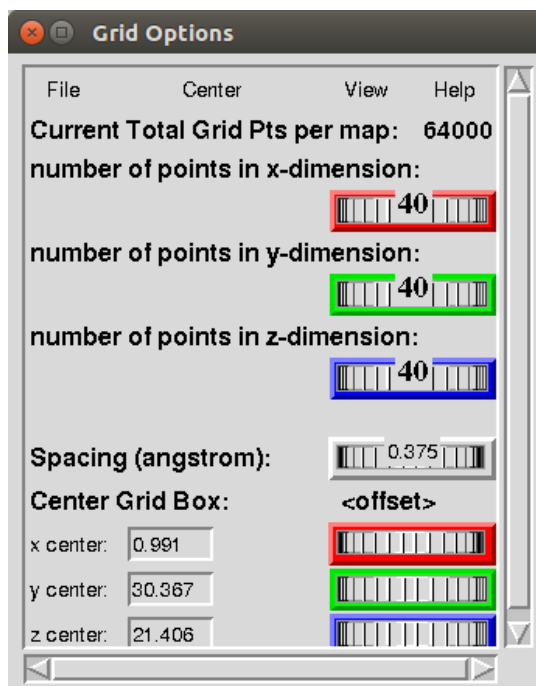 Grid Options
File Center View Help
Current Total Grid Pts per map: 64000
number of points in x-dimension:
40
number of points in y-dimension:
40
number of points in z-dimension:
40
Spacing (angstrom): 0.375
Center Grid Box: <offset>
x center: 0.991
y center: 30.367
z center: 21.406